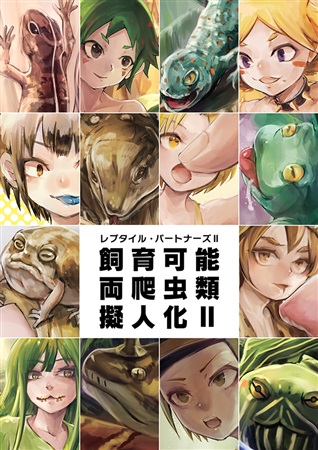 レプタイル・パートナーズⅡ
飼育可能
両爬虫類
擬人化Ⅱ